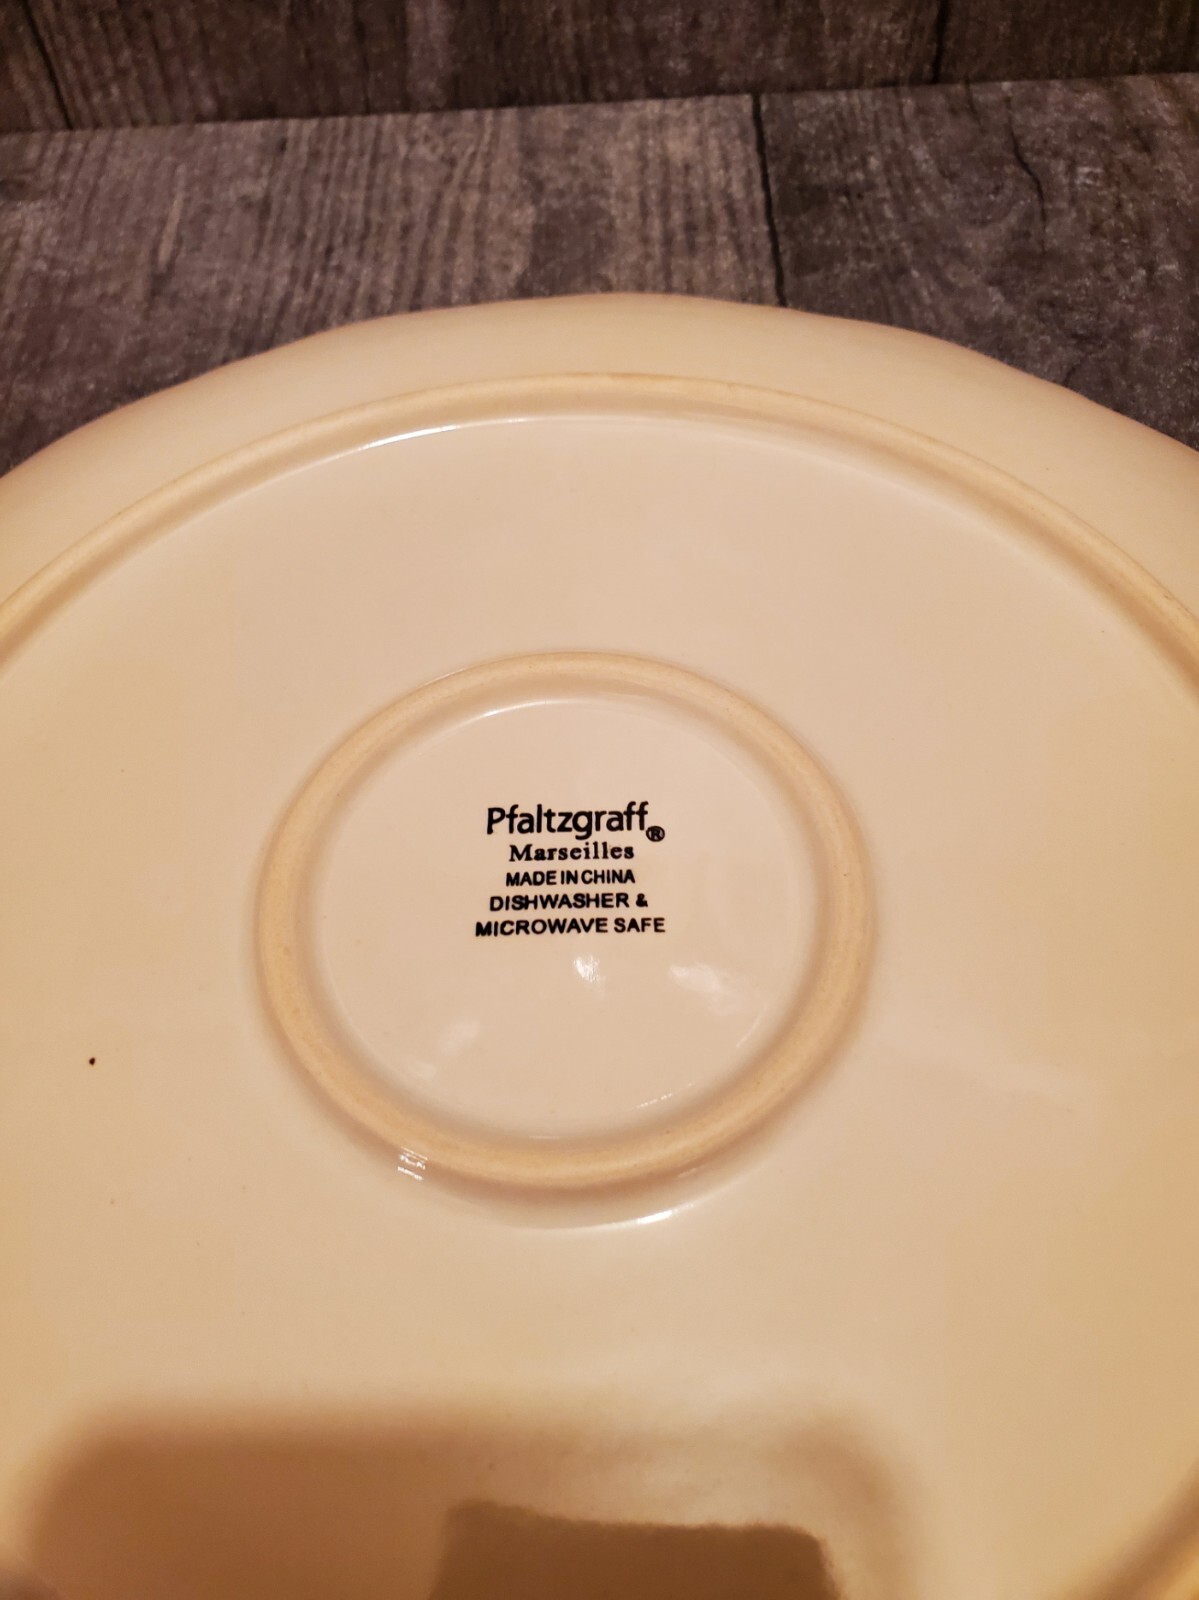 Pfaltzgraff®
Marseilles
MADE IN CHINA
DISHWASHER &
MICROWAVE SAFE